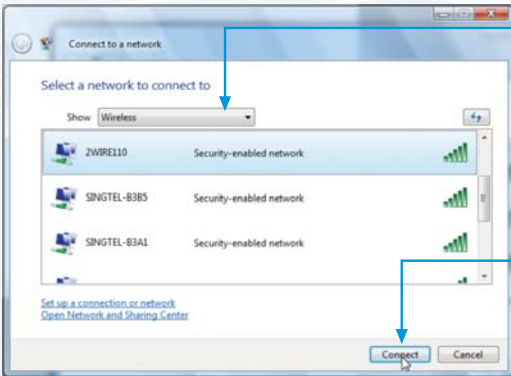 Connect to a network
Select a network to connect to
Show Wireless
2WIRE110 Security-enabled network
SINGTEL-B3B5 Security-enabled network
SINGTEL-B3A1 Security-enabled network
Set up a connection or network
Open Network and Sharing Center
Connect Cancel